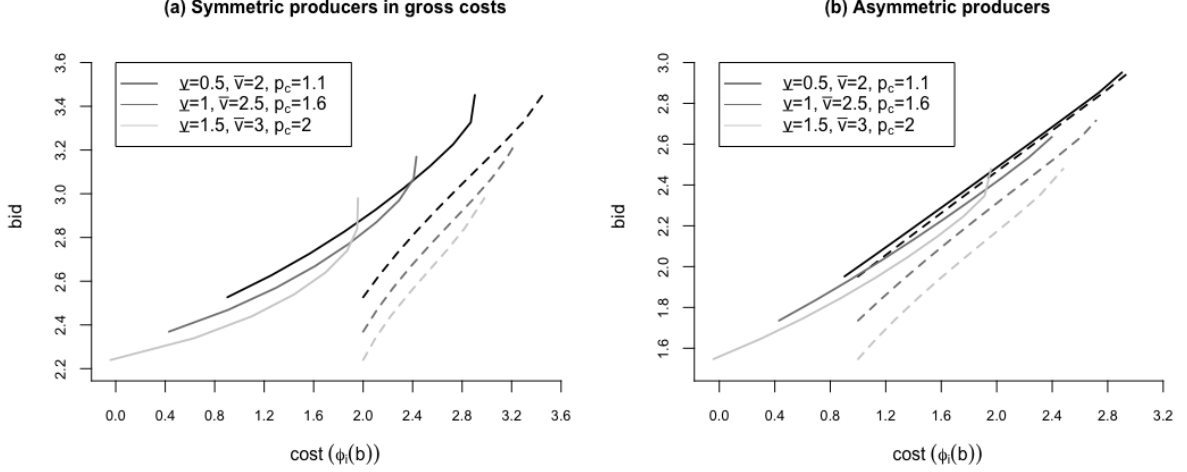 (a) Symmetric producers in gross costs
v̲=0.5, v̅=2, p_c=1.1
v̲=1, v̅=2.5, p_c=1.6
v̲=1.5, v̅=3, p_c=2
3.6
3.4
3.2
3.0
2.8
2.6
2.4
2.2
bid
0.0 0.4 0.8 1.2 1.6 2.0 2.4 2.8 3.2 3.6
cost (ϕ_i(b))
(b) Asymmetric producers
v̲=0.5, v̅=2, p_c=1.1
v̲=1, v̅=2.5, p_c=1.6
v̲=1.5, v̅=3, p_c=2
3.0
2.8
2.6
2.4
2.2
2.0
1.8
1.6
bid
0.0 0.4 0.8 1.2 1.6 2.0 2.4 2.8 3.2
cost (ϕ_i(b))